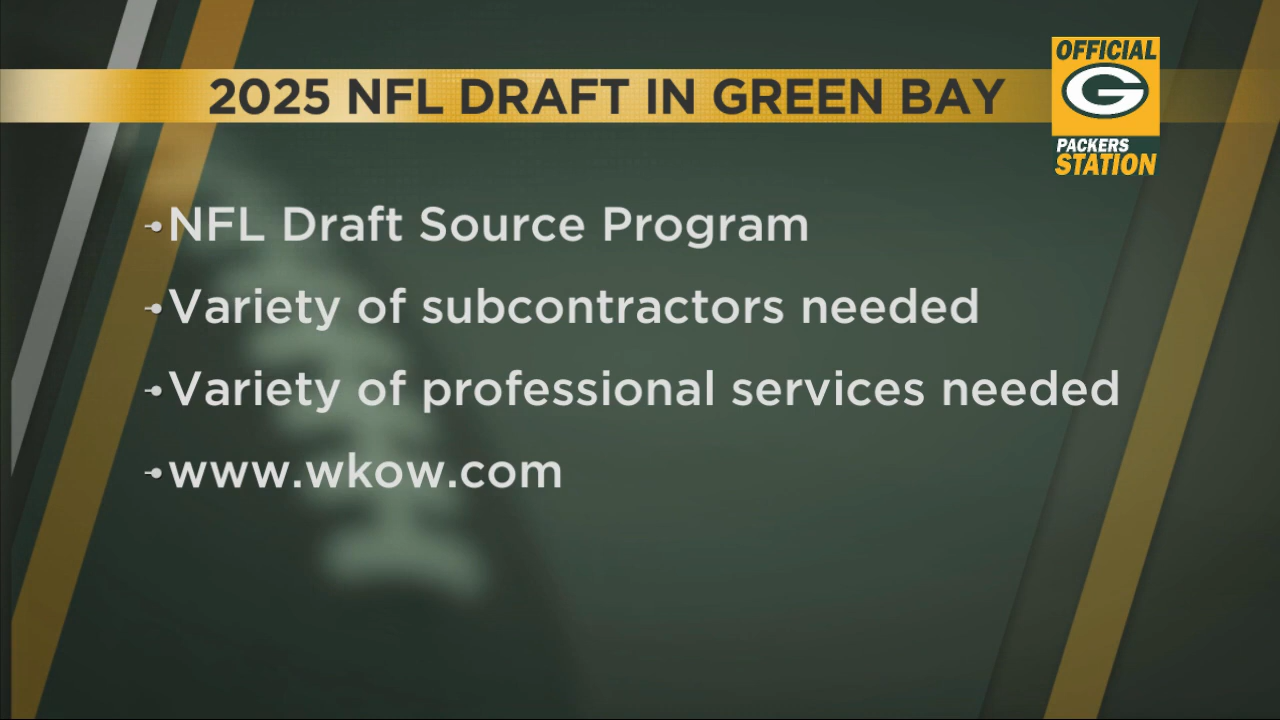 2025 NFL DRAFT IN GREEN BAY
OFFICIAL
G
PACKERS
STATION
NFL Draft Source Program
Variety of subcontractors needed
Variety of professional services needed
www.wkow.com